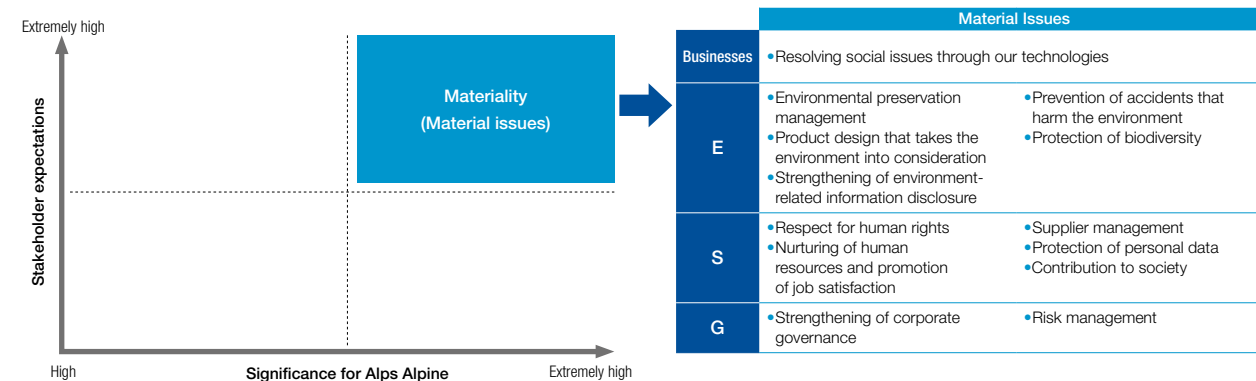 Extremely high
Stakeholder expectations
Materiality
(Material issues)
High
Significance for Alps Alpine
Extremely high
Material Issues
Businesses
•Resolving social issues through our technologies
E
•Environmental preservation
management
•Product design that takes the
environment into consideration
•Strengthening of environment-
related information disclosure
•Prevention of accidents that
harm the environment
•Protection of biodiversity
S
•Respect for human rights
•Nurturing of human
resources and promotion
of job satisfaction
•Supplier management
•Protection of personal data
•Contribution to society
G
•Strengthening of corporate
governance
•Risk management